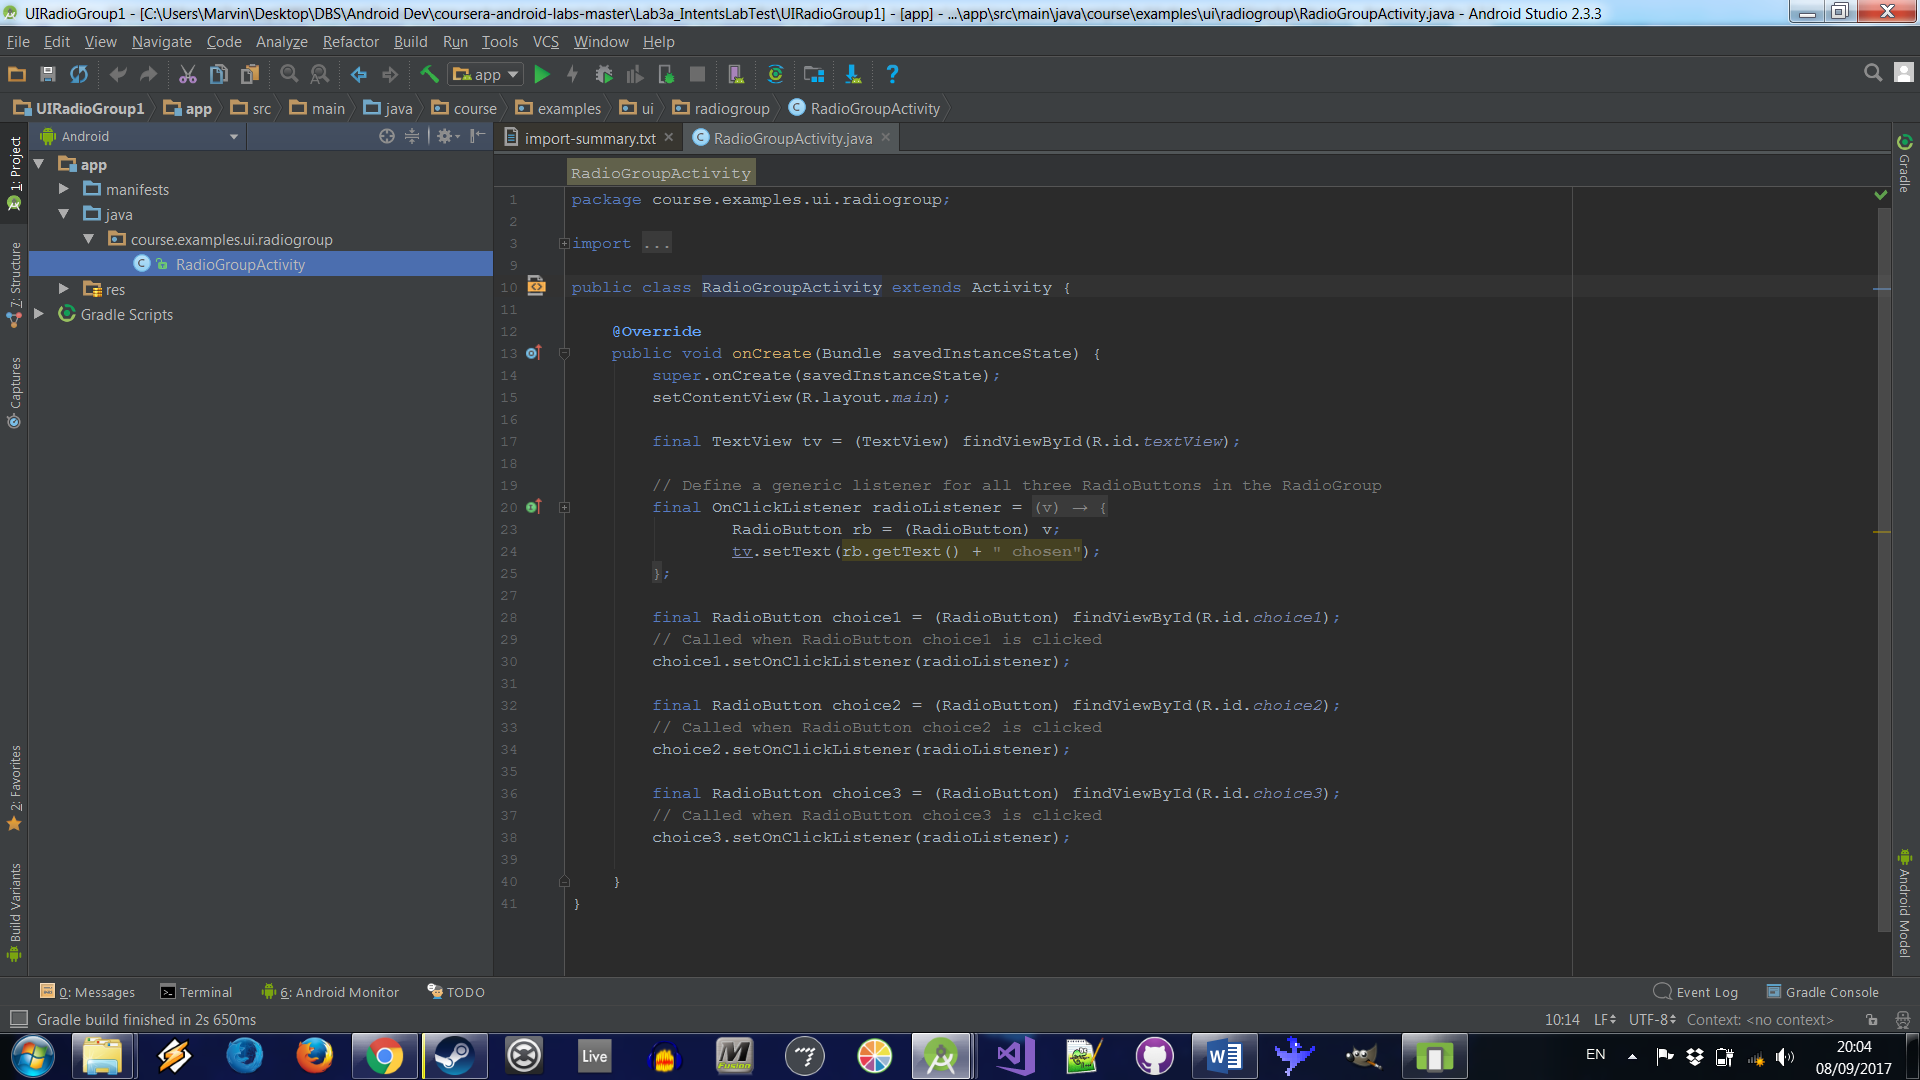 UIRadioGroup1 - [C:\Users\Marvin\Desktop\DBS\Android Dev\coursera-android-labs-master\Lab3a_IntentsLabTest\UIRadioGroup1] - [app] - ...\app\src\main\java\course\examples\ui\radiogroup\RadioGroupActivity.java - Android Studio 2.3.3
File Edit View Navigate Code Analyze Refactor Build Run Tools VCS Window Help
app
UIRadioGroup1 app src main java course examples ui radiogroup RadioGroupActivity
Android
import-summary.txt RadioGroupActivity.java
1: Project
7: Structure
Captures
2: Favorites
Build Variants
app
manifests
java
course.examples.ui.radiogroup
RadioGroupActivity
res
Gradle Scripts
RadioGroupActivity
1 package course.examples.ui.radiogroup;
2
3 import ...
9
10 public class RadioGroupActivity extends Activity {
11
12 @Override
13 public void onCreate(Bundle savedInstanceState) {
14 super.onCreate(savedInstanceState);
15 setContentView(R.layout.main);
16
17 final TextView tv = (TextView) findViewById(R.id.textView);
18
19 // Define a generic listener for all three RadioButtons in the RadioGroup
20 final OnClickListener radioListener = (v) → {
23 RadioButton rb = (RadioButton) v;
24 tv.setText(rb.getText() + " chosen");
25 };
27
28 final RadioButton choice1 = (RadioButton) findViewById(R.id.choice1);
29 // Called when RadioButton choice1 is clicked
30 choice1.setOnClickListener(radioListener);
31
32 final RadioButton choice2 = (RadioButton) findViewById(R.id.choice2);
33 // Called when RadioButton choice2 is clicked
34 choice2.setOnClickListener(radioListener);
35
36 final RadioButton choice3 = (RadioButton) findViewById(R.id.choice3);
37 // Called when RadioButton choice3 is clicked
38 choice3.setOnClickListener(radioListener);
39
40 }
41 }
Gradle
Android Model
0: Messages Terminal 6: Android Monitor TODO Event Log Gradle Console
Gradle build finished in 2s 650ms 10:14 LF UTF-8 Context: <no context>
Live
EN
20:04
08/09/2017